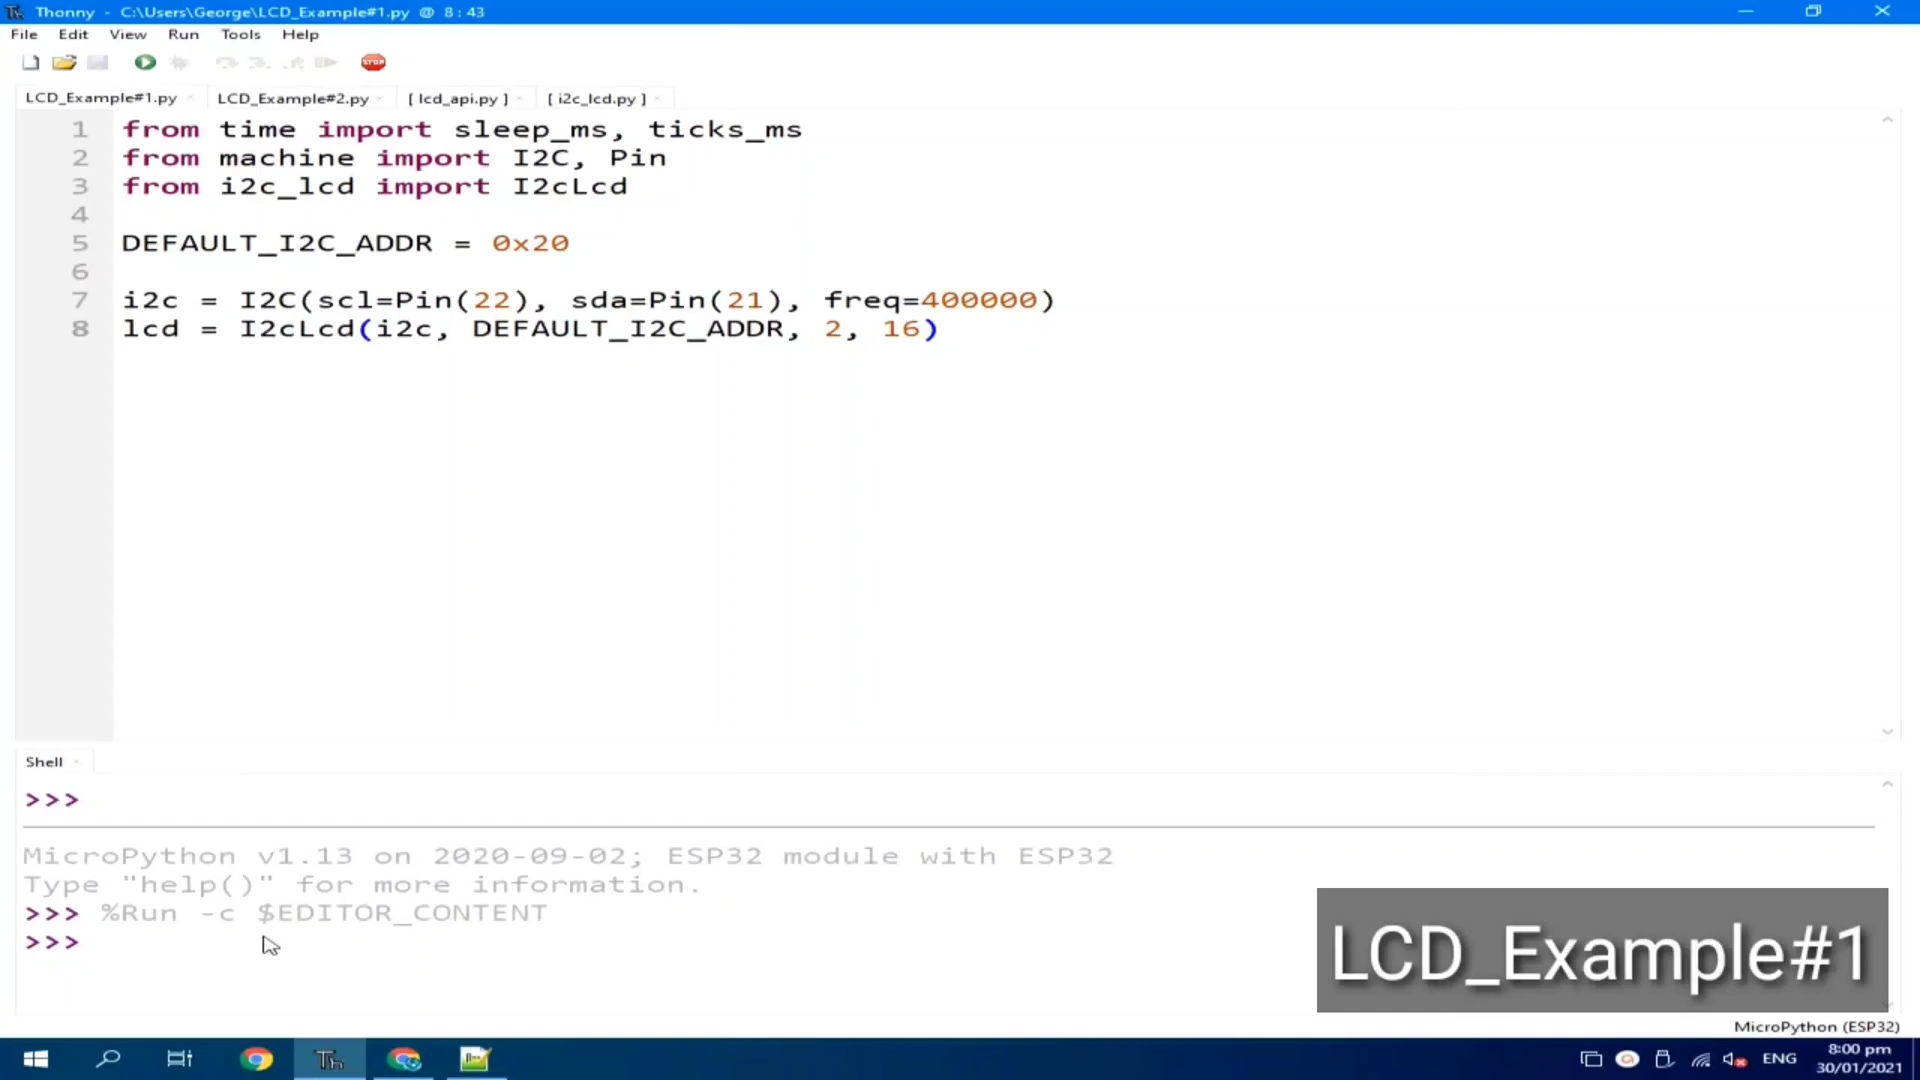 Thonny - C:\Users\George\LCD_Example#1.py @ 8:43
File Edit View Run Tools Help
STOP
LCD_Example#1.py LCD_Example#2.py [ lcd_api.py ] [ i2c_lcd.py ]
1 from time import sleep_ms, ticks_ms
2 from machine import I2C, Pin
3 from i2c_lcd import I2cLcd
4
5 DEFAULT_I2C_ADDR = 0x20
6
7 i2c = I2C(scl=Pin(22), sda=Pin(21), freq=400000)
8 lcd = I2cLcd(i2c, DEFAULT_I2C_ADDR, 2, 16)
Shell
>>>
MicroPython v1.13 on 2020-09-02; ESP32 module with ESP32
Type "help()" for more information.
>>> %Run -c $EDITOR_CONTENT
>>>
LCD_Example#1
MicroPython (ESP32)
Th
ENG
8:00 pm
30/01/2021